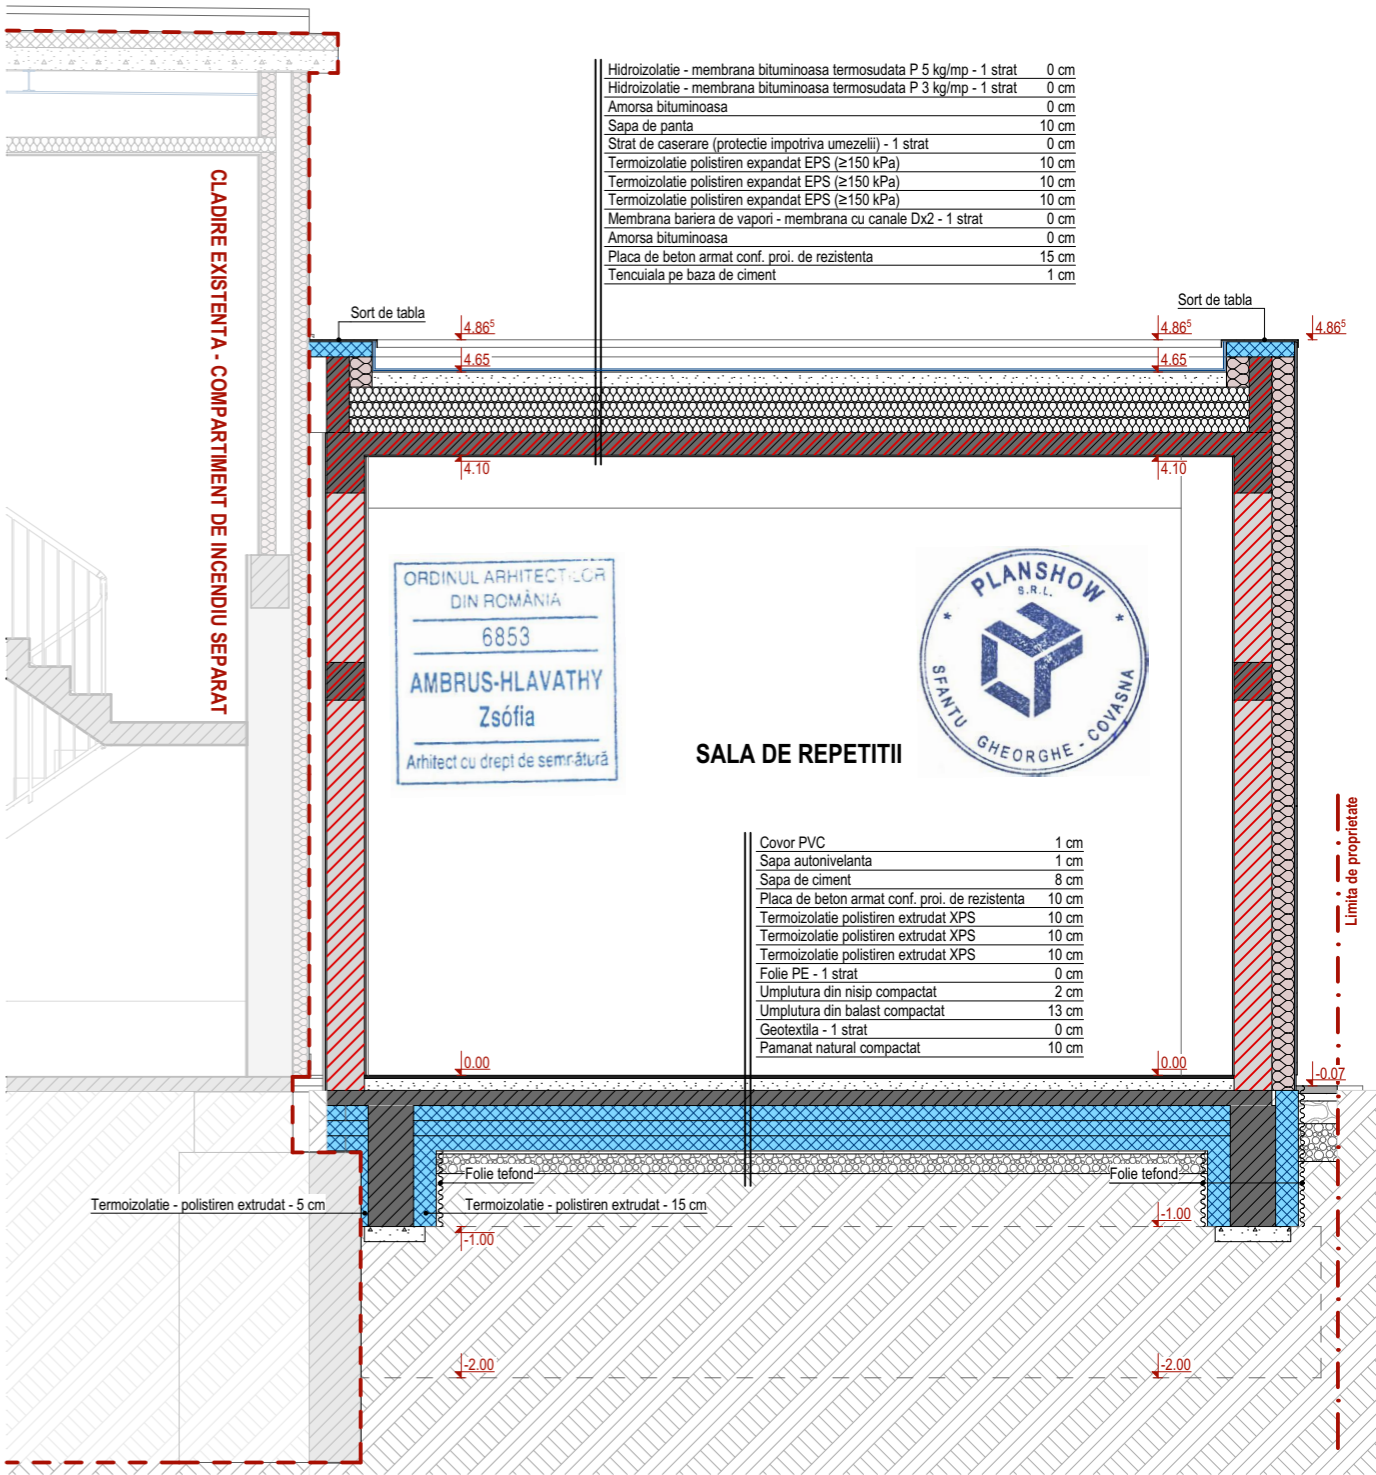 Hidroizolatie - membrana bituminoasa termosudata P 5 kg/mp - 1 strat 0 cm
Hidroizolatie - membrana bituminoasa termosudata P 3 kg/mp - 1 strat 0 cm
Amorsa bituminoasa 0 cm
Sapa de panta 10 cm
Strat de caserare (protectie impotriva umezelii) - 1 strat 0 cm
Termoizolatie polistiren expandat EPS (≥150 kPa) 10 cm
Termoizolatie polistiren expandat EPS (≥150 kPa) 10 cm
Termoizolatie polistiren expandat EPS (≥150 kPa) 10 cm
Membrana bariera de vapori - membrana cu canale Dx2 - 1 strat 0 cm
Amorsa bituminoasa 0 cm
Placa de beton armat conf. proi. de rezistenta 15 cm
Tencuiala pe baza de ciment 1 cm
CLADIRE EXISTENTA - COMPARTIMENT DE INCENDIU SEPARAT
Sort de tabla
Sort de tabla
4.86⁵
4.86⁵
4.86⁵
4.65
4.65
4.10
4.10
ORDINUL ARHITECTILOR
DIN ROMÂNIA
6853
AMBRUS-HLAVATHY
Zsófia
Arhitect cu drept de semnătură
PLANSHOW
S.R.L.
* *
SFANTU GHEORGHE - COVASNA
SALA DE REPETITII
Limita de proprietate
Covor PVC 1 cm
Sapa autonivelanta 1 cm
Sapa de ciment 8 cm
Placa de beton armat conf. proi. de rezistenta 10 cm
Termoizolatie polistiren extrudat XPS 10 cm
Termoizolatie polistiren extrudat XPS 10 cm
Termoizolatie polistiren extrudat XPS 10 cm
Folie PE - 1 strat 0 cm
Umplutura din nisip compactat 2 cm
Umplutura din balast compactat 13 cm
Geotextila - 1 strat 0 cm
Pamanat natural compactat 10 cm
0.00
0.00
-0.07
Folie tefond
Folie tefond
Termoizolatie - polistiren extrudat - 5 cm
Termoizolatie - polistiren extrudat - 15 cm
-1.00
-1.00
-2.00
-2.00